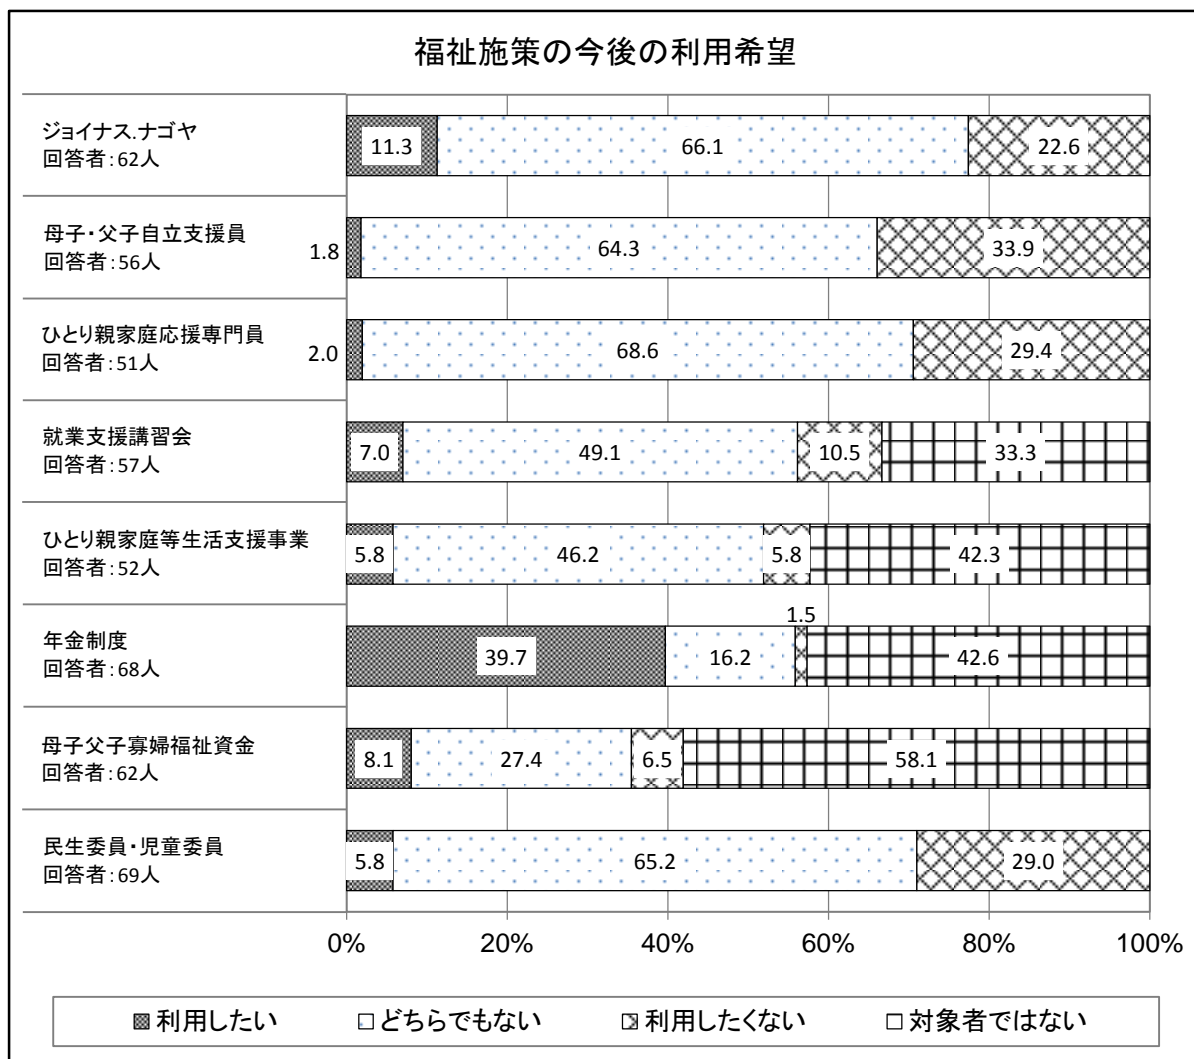 福祉施策の今後の利用希望
ジョイナス.ナゴヤ
回答者:62人
11.3
66.1
22.6
母子・父子自立支援員
回答者:56人
1.8
64.3
33.9
ひとり親家庭応援専門員
回答者:51人
2.0
68.6
29.4
就業支援講習会
回答者:57人
7.0
49.1
10.5
33.3
ひとり親家庭等生活支援事業
回答者:52人
5.8
46.2
5.8
42.3
年金制度
回答者:68人
39.7
16.2
1.5
42.6
母子父子寡婦福祉資金
回答者:62人
8.1
27.4
6.5
58.1
民生委員・児童委員
回答者:69人
5.8
65.2
29.0
0% 20% 40% 60% 80% 100%
利用したい どちらでもない 利用したくない 対象者ではない